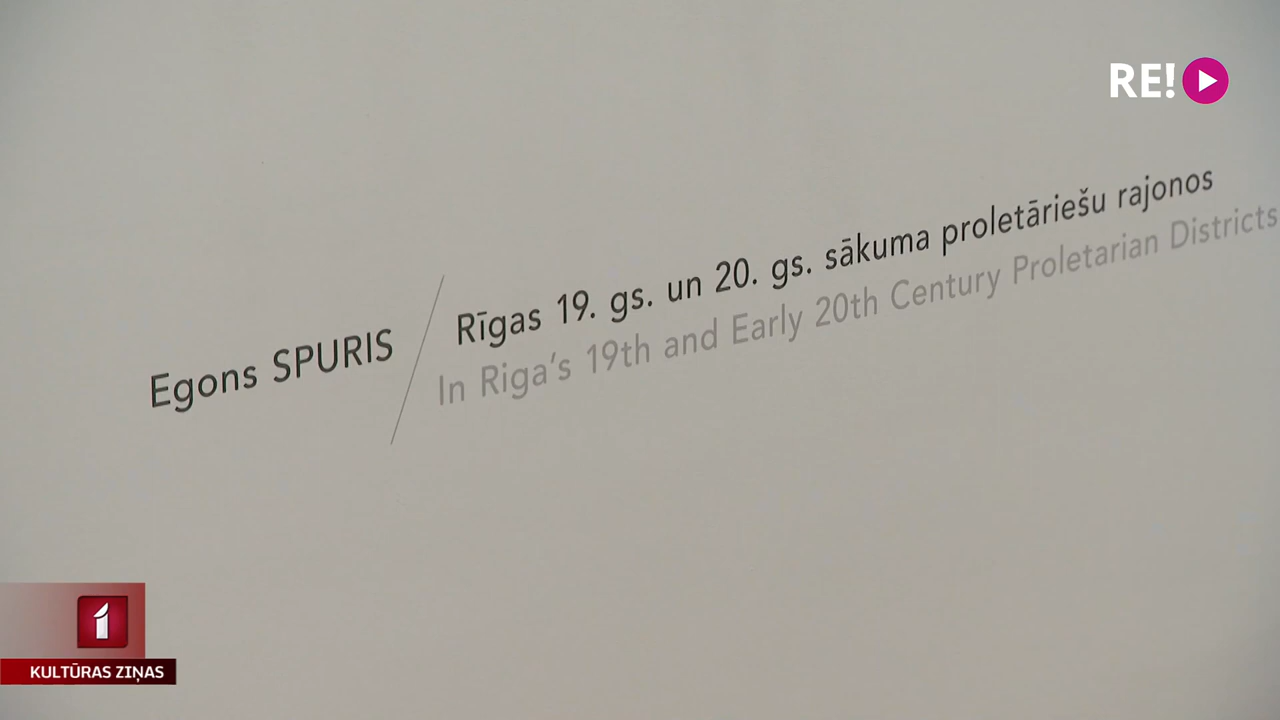 RE!
Egons SPURIS
Rīgas 19. gs. un 20. gs. sākuma proletāriešu rajonos
In Riga's 19th and Early 20th Century Proletarian Districts
1
KULTŪRAS ZIŅAS